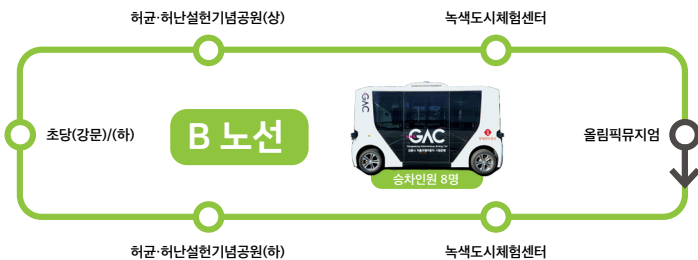 허균·허난설헌기념공원(상)
녹색도시체험센터
초당(강문)/(하)
B 노선
GAC
GAC
올림픽뮤지엄
승차인원 8명
허균·허난설헌기념공원(하)
녹색도시체험센터